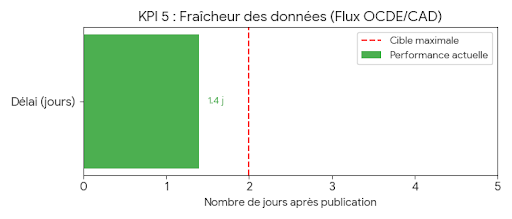 KPI 5 : Fraîcheur des données (Flux OCDE/CAD)
Cible maximale
Performance actuelle
Délai (jours)
1.4 j
0 1 2 3 4 5
Nombre de jours après publication